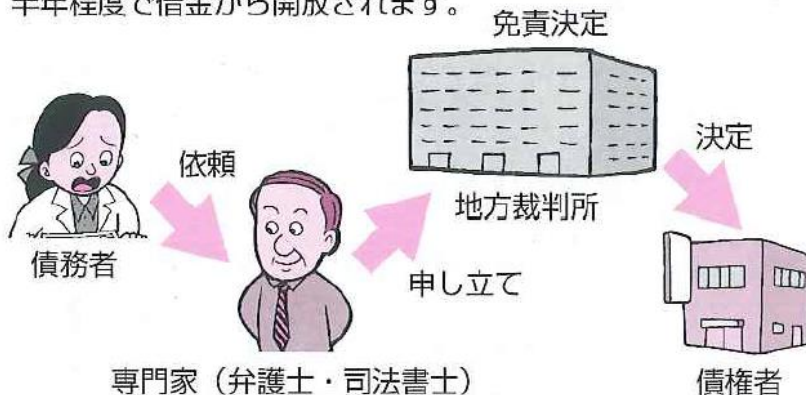 半年程度で借金から開放されます。
免責決定
依頼
決定
地方裁判所
債務者
申し立て
専門家（弁護士・司法書士）
債権者